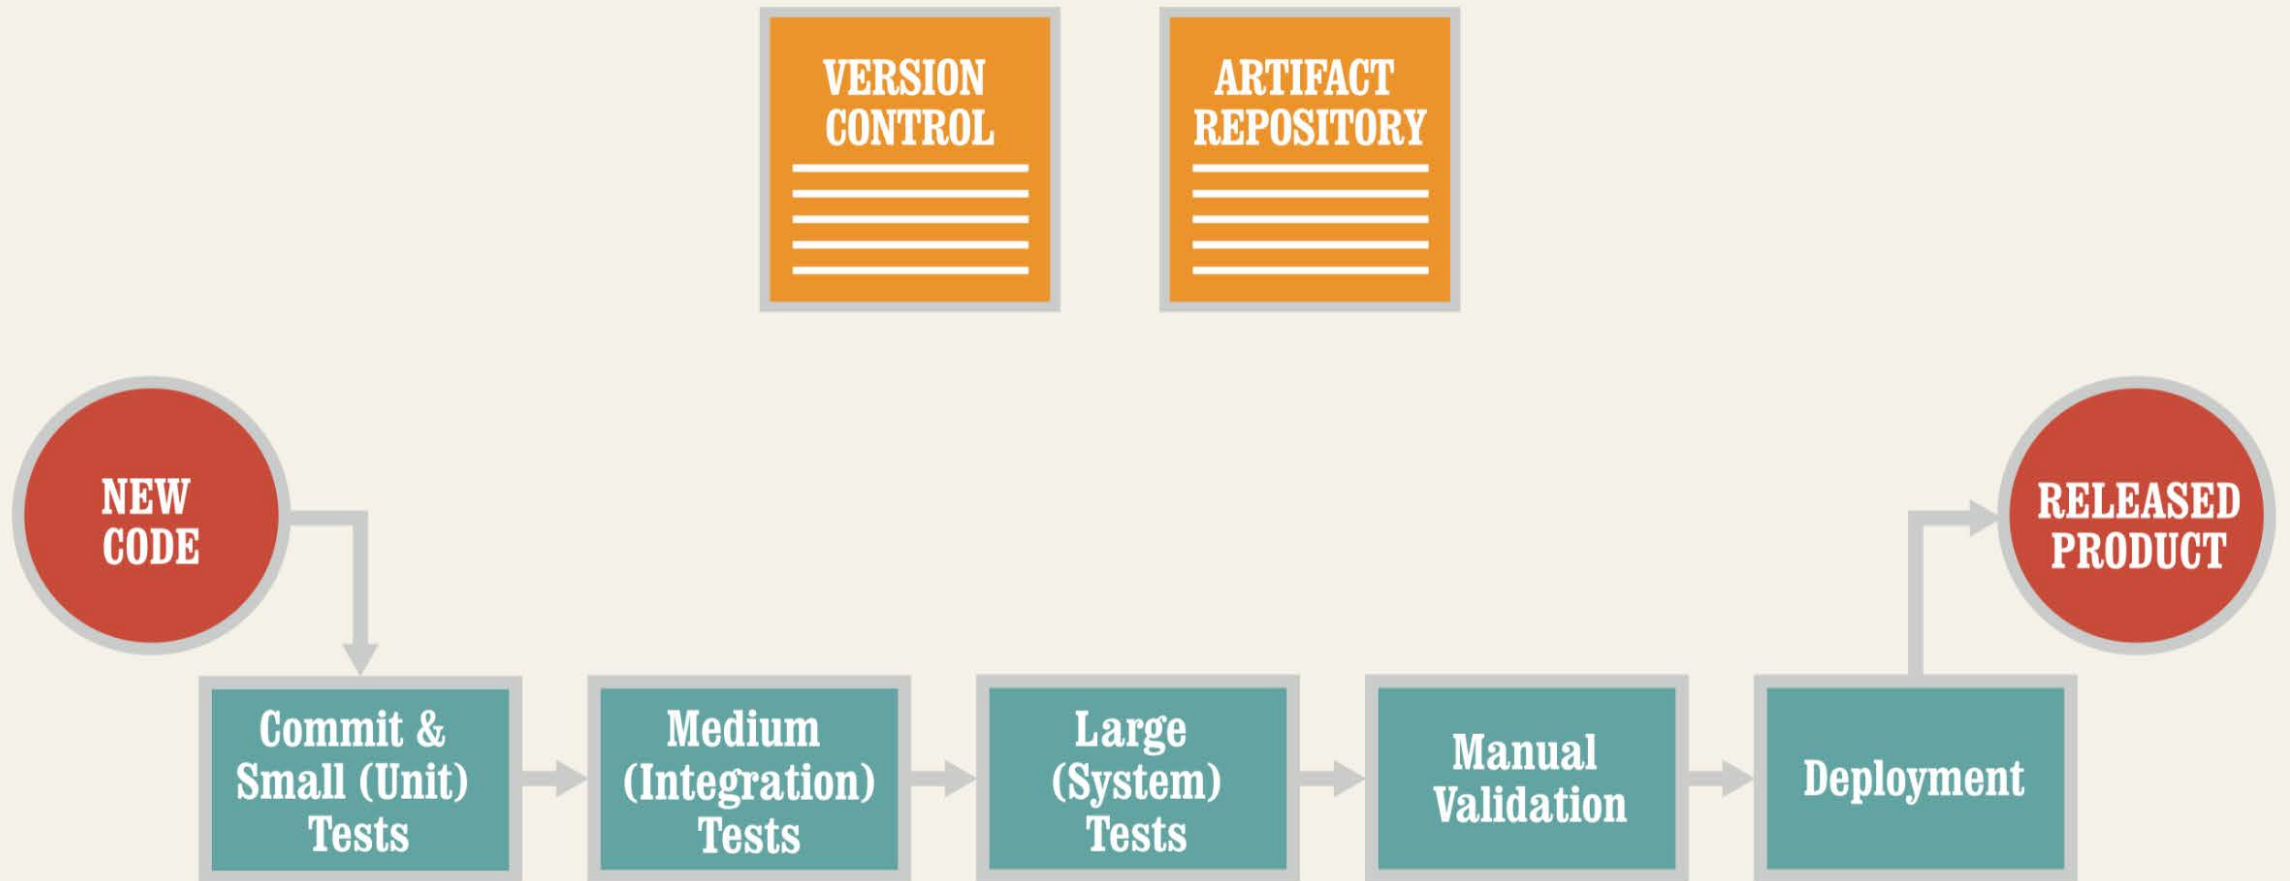 VERSION
CONTROL
ARTIFACT
REPOSITORY
NEW
CODE
RELEASED
PRODUCT
Commit &
Small (Unit)
Tests
Medium
(Integration)
Tests
Large
(System)
Tests
Manual
Validation
Deployment